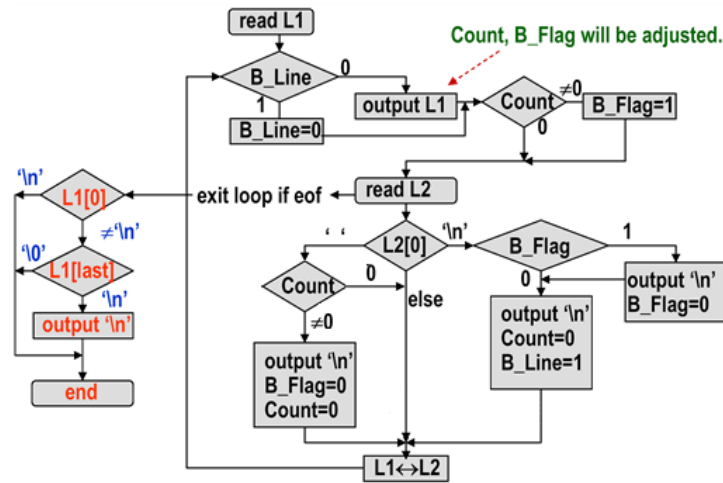 read L1
Count, B_Flag will be adjusted.
B_Line
0
1
output L1
B_Line=0
Count
≠0
0
B_Flag=1
read L2
exit loop if eof
'\n'
L1[0]
≠'\n'
'\0'
L1[last]
'\n'
output '\n'
end
' '
L2[0]
'\n'
else
Count
0
≠0
output '\n'
B_Flag=0
Count=0
B_Flag
1
0
output '\n'
B_Flag=0
output '\n'
Count=0
B_Line=1
L1↔L2